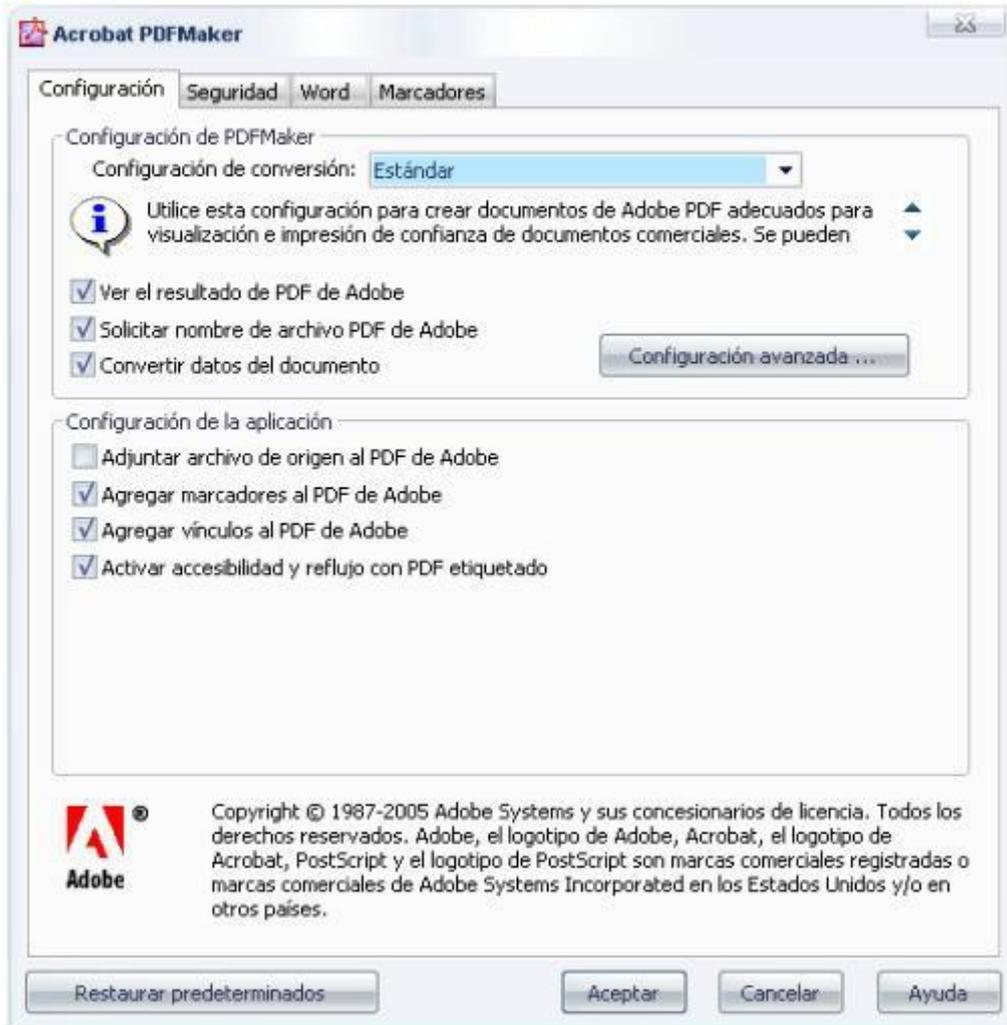 Acrobat PDFMaker
Configuración Seguridad Word Marcadores
Configuración de PDFMaker
Configuración de conversión: Estándar
Utilice esta configuración para crear documentos de Adobe PDF adecuados para
visualización e impresión de confianza de documentos comerciales. Se pueden
Ver el resultado de PDF de Adobe
Solicitar nombre de archivo PDF de Adobe
Convertir datos del documento
Configuración avanzada ...
Configuración de la aplicación
Adjuntar archivo de origen al PDF de Adobe
Agregar marcadores al PDF de Adobe
Agregar vínculos al PDF de Adobe
Activar accesibilidad y reflujo con PDF etiquetado
Adobe ®
Copyright © 1987-2005 Adobe Systems y sus concesionarios de licencia. Todos los
derechos reservados. Adobe, el logotipo de Adobe, Acrobat, el logotipo de
Acrobat, PostScript y el logotipo de PostScript son marcas comerciales registradas o
marcas comerciales de Adobe Systems Incorporated en los Estados Unidos y/o en
otros países.
Restaurar predeterminados Aceptar Cancelar Ayuda